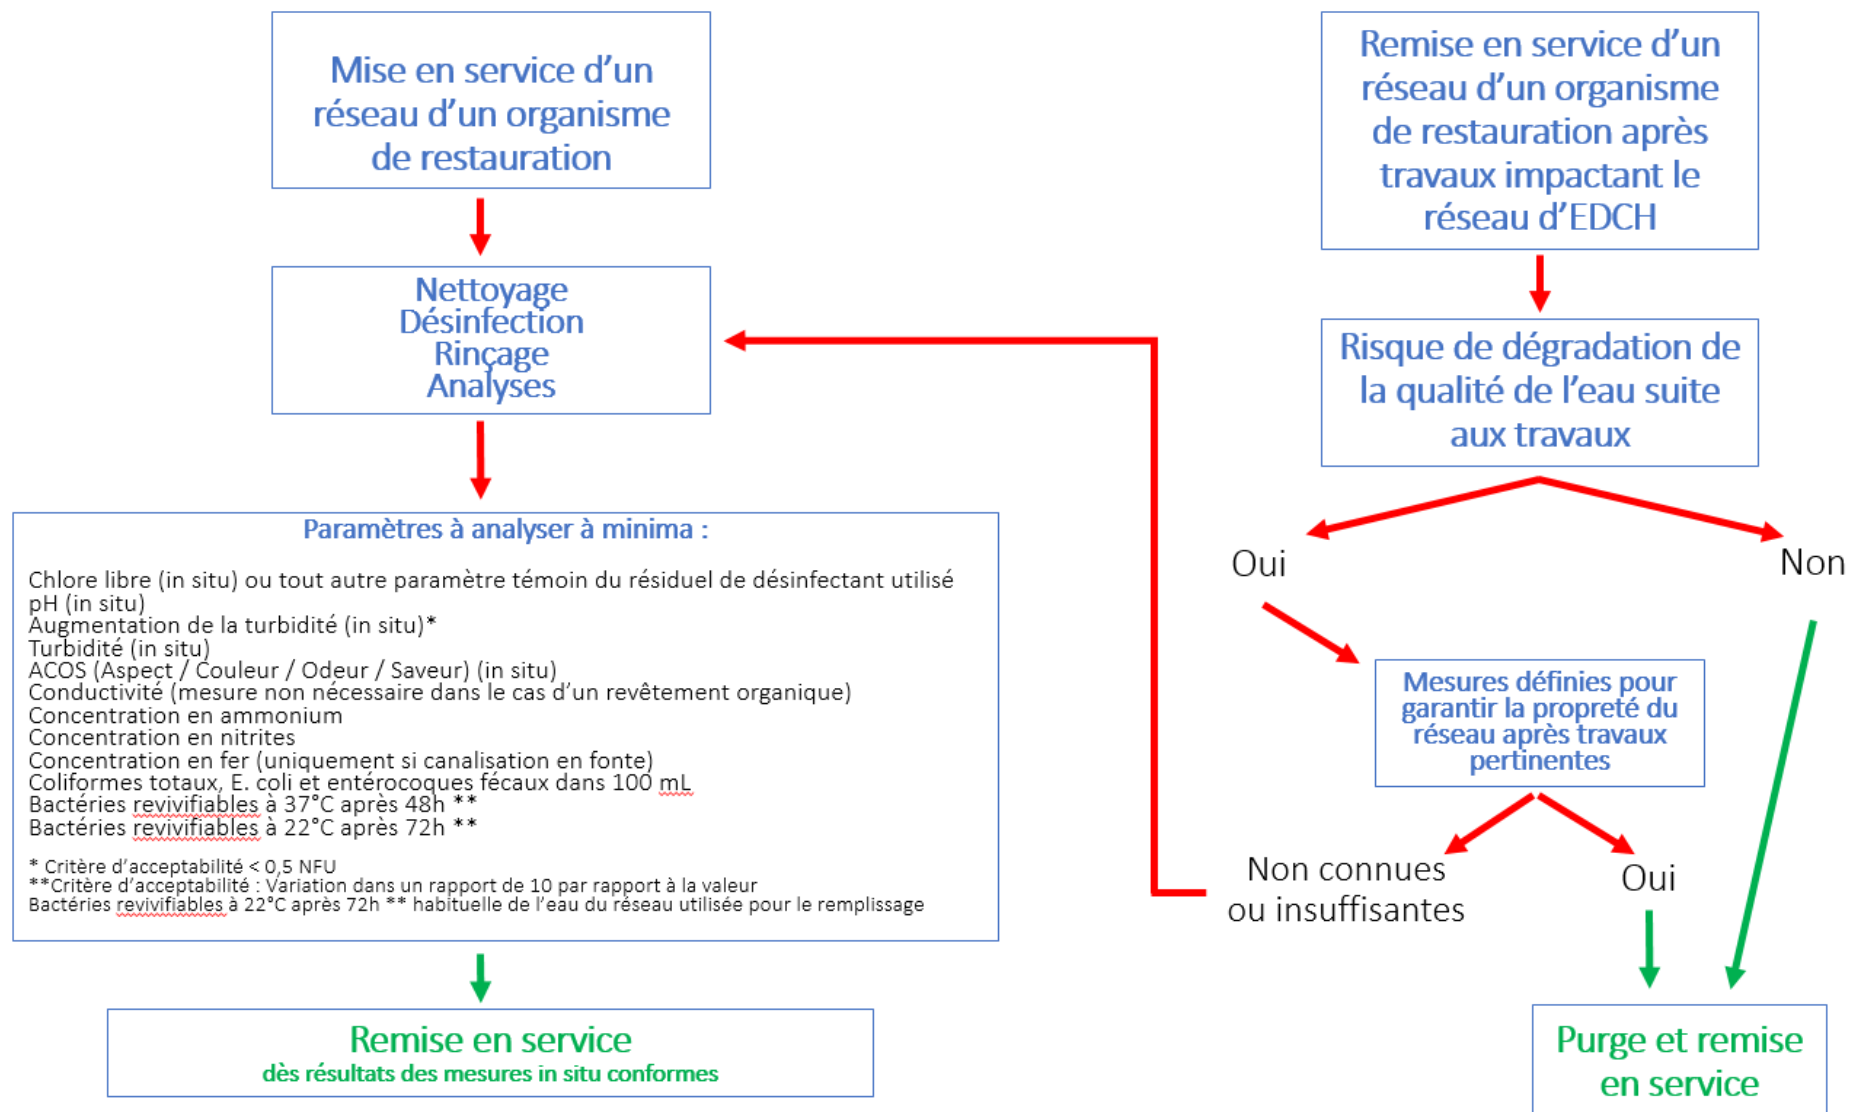 Mise en service d’un
réseau d’un organisme
de restauration
Nettoyage
Désinfection
Rinçage
Analyses
Paramètres à analyser à minima :
Chlore libre (in situ) ou tout autre paramètre témoin du résiduel de désinfectant utilisé
pH (in situ)
Augmentation de la turbidité (in situ)*
Turbidité (in situ)
ACOS (Aspect / Couleur / Odeur / Saveur) (in situ)
Conductivité (mesure non nécessaire dans le cas d’un revêtement organique)
Concentration en ammonium
Concentration en nitrites
Concentration en fer (uniquement si canalisation en fonte)
Coliformes totaux, E. coli et entérocoques fécaux dans 100 mL
Bactéries revivifiables à 37°C après 48h **
Bactéries revivifiables à 22°C après 72h **
* Critère d’acceptabilité < 0,5 NFU
**Critère d’acceptabilité : Variation dans un rapport de 10 par rapport à la valeur
Bactéries revivifiables à 22°C après 72h ** habituelle de l’eau du réseau utilisée pour le remplissage
Remise en service
dès résultats des mesures in situ conformes
Remise en service d’un
réseau d’un organisme
de restauration après
travaux impactant le
réseau d’EDCH
Risque de dégradation de
la qualité de l’eau suite
aux travaux
Oui
Non
Mesures définies pour
garantir la propreté du
réseau après travaux
pertinentes
Non connues
ou insuffisantes
Oui
Purge et remise
en service